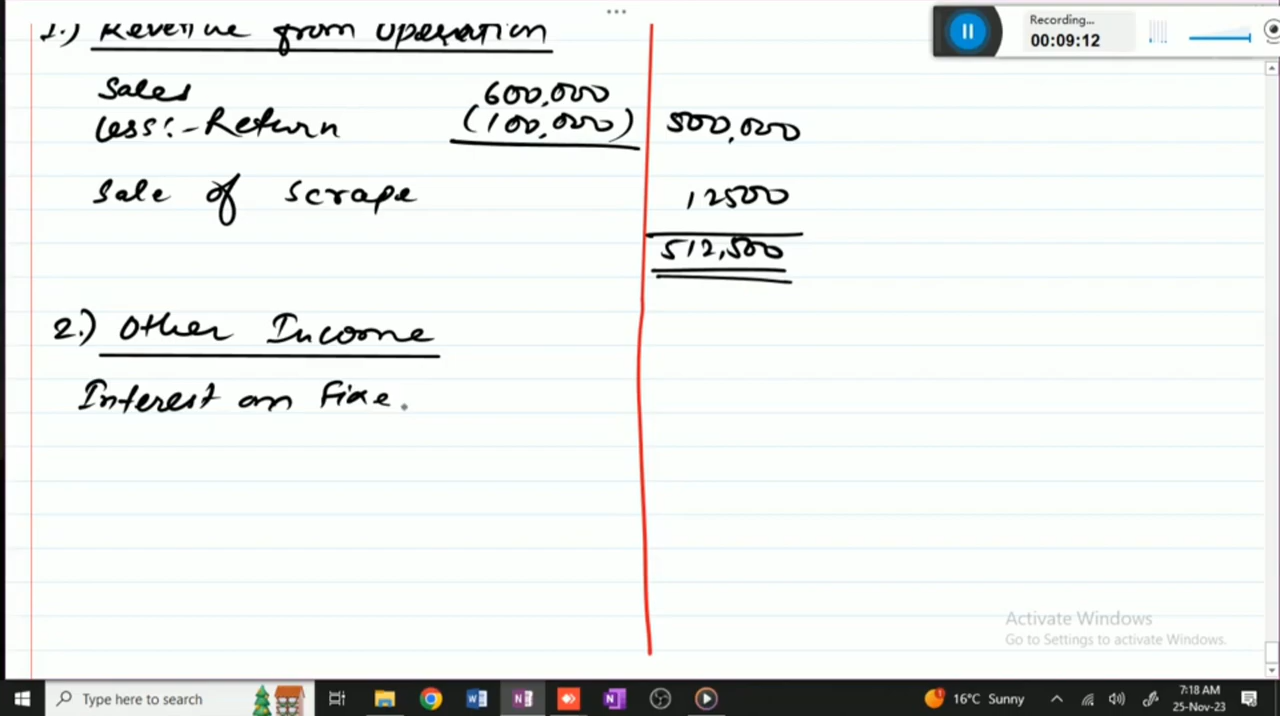 Recording...
00:09:12
1.) Revenue from operation
Sales 600,000
Less:- Return (100,000) 500,000
Sale of Scrape 12500
512,500
2.) Other Income
Interest on Fixe
Activate Windows
Go to Settings to activate Windows.
Type here to search
16°C Sunny
7:18 AM
25-Nov-23